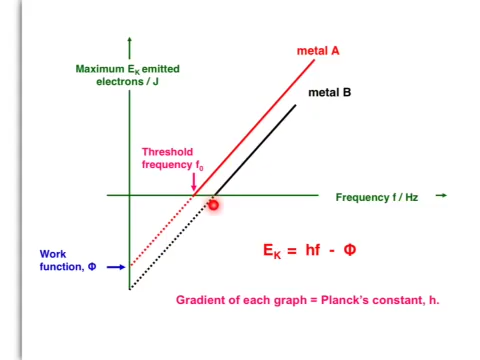 metal A
Maximum EK emitted
electrons / J
metal B
Threshold
frequency f0
Frequency f / Hz
Work
function, Φ
EK = hf - Φ
Gradient of each graph = Planck's constant, h.